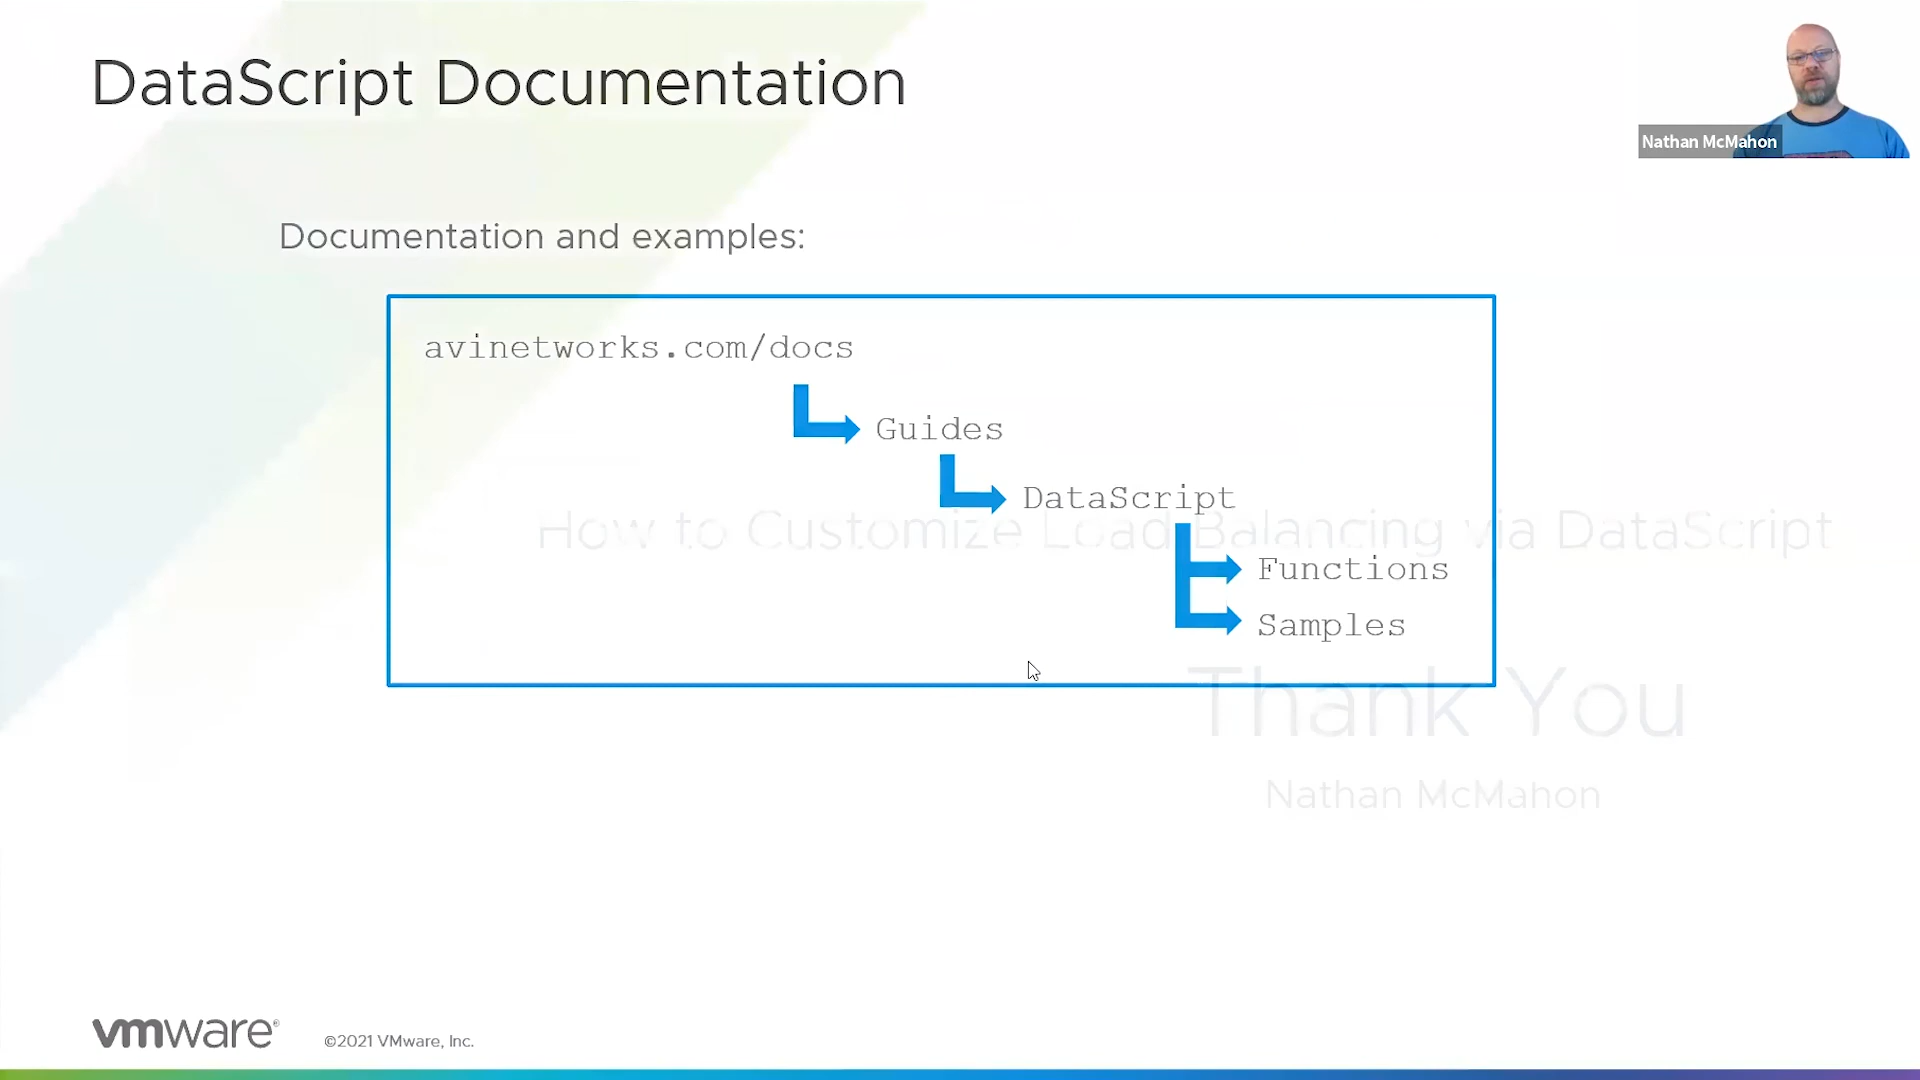 DataScript Documentation
Nathan McMahon
Documentation and examples:
avinetworks.com/docs
Guides
DataScript
How to Customize Load Balancing via DataScript
Functions
Samples
Thank You
Nathan McMahon
vmware®
©2021 VMware, Inc.